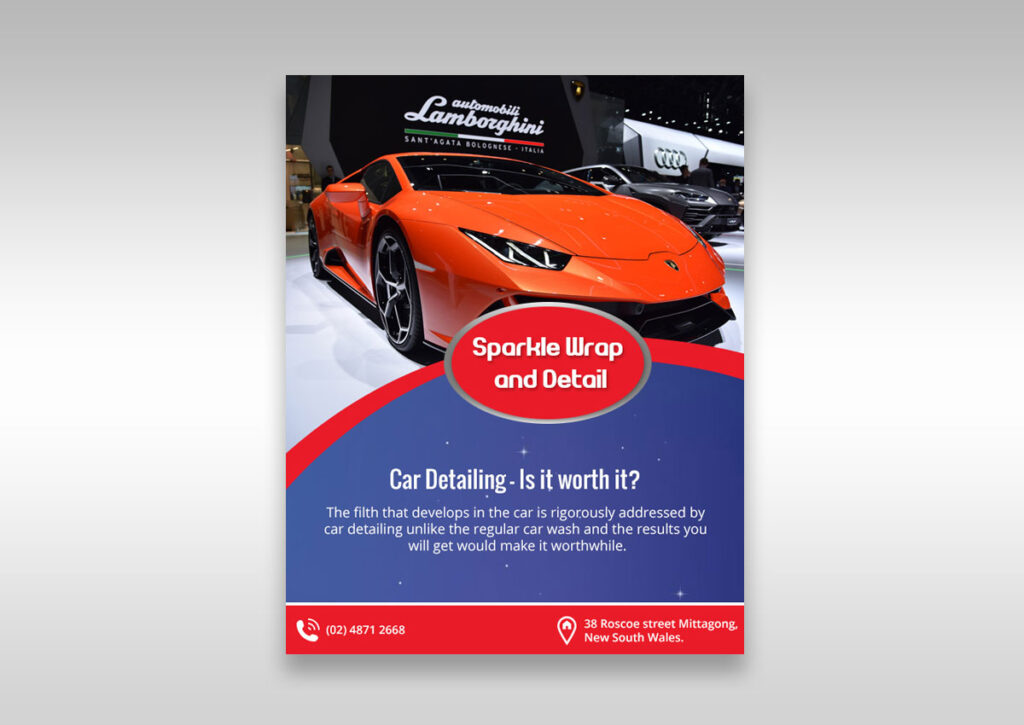 automobili
Lamborghini
SANT'AGATA BOLOGNESE - ITALIA
Sparkle Wrap
and Detail
Car Detailing - Is it worth it?
The filth that develops in the car is rigorously addressed by
car detailing unlike the regular car wash and the results you
will get would make it worthwhile.
(02) 4871 2668
38 Roscoe street Mittagong,
New South Wales.